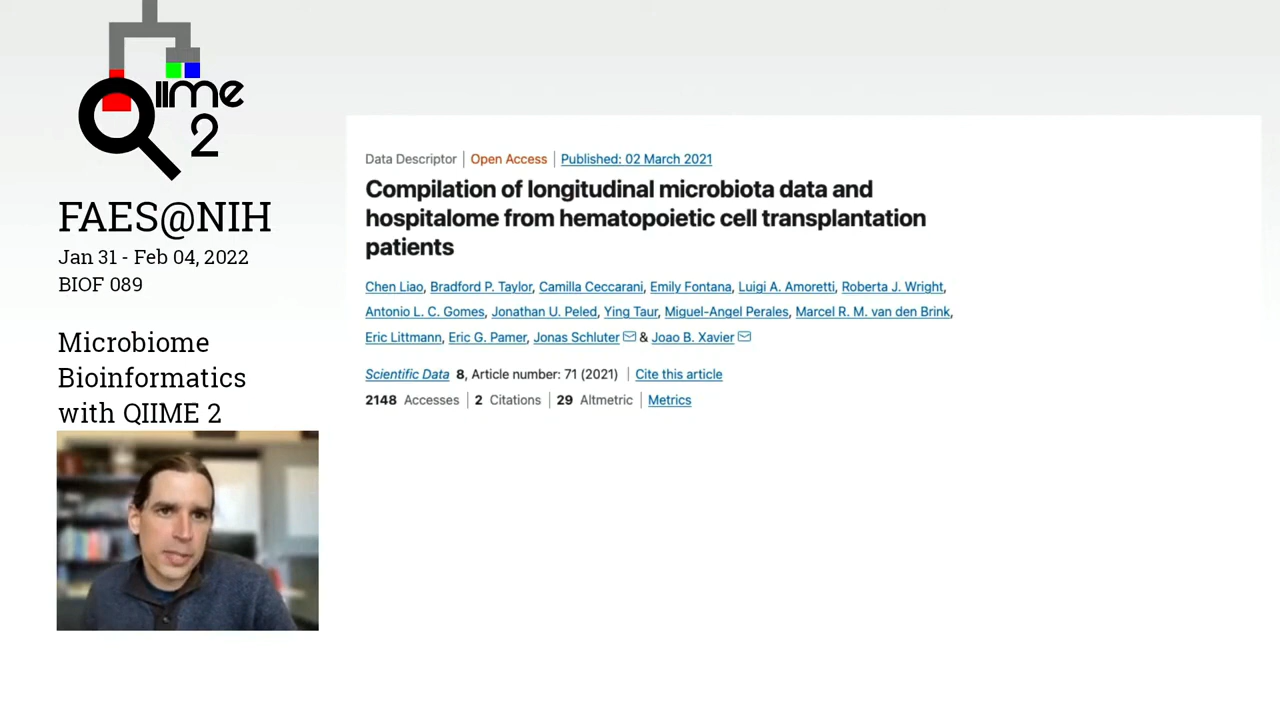 QIIME
2
FAES@NIH
Jan 31 - Feb 04, 2022
BIOF 089
Microbiome
Bioinformatics
with QIIME 2
Data Descriptor | Open Access | Published: 02 March 2021
Compilation of longitudinal microbiota data and
hospitalome from hematopoietic cell transplantation
patients
Chen Liao, Bradford P. Taylor, Camilla Ceccarani, Emily Fontana, Luigi A. Amoretti, Roberta J. Wright,
Antonio L. C. Gomes, Jonathan U. Peled, Ying Taur, Miguel-Angel Perales, Marcel R. M. van den Brink,
Eric Littmann, Eric G. Pamer, Jonas Schluter & Joao B. Xavier
Scientific Data 8, Article number: 71 (2021) | Cite this article
2148 Accesses | 2 Citations | 29 Altmetric | Metrics